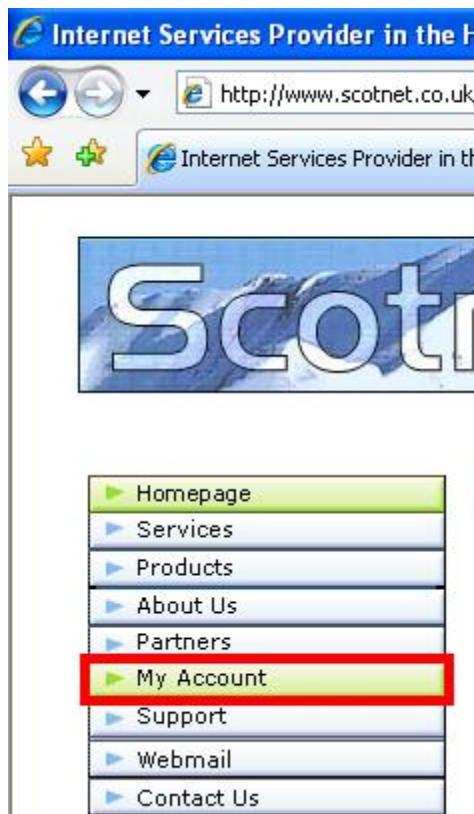 Internet Services Provider in the
http://www.scotnet.co.uk
Internet Services Provider in
Scot
Homepage
Services
Products
About Us
Partners
My Account
Support
Webmail
Contact Us